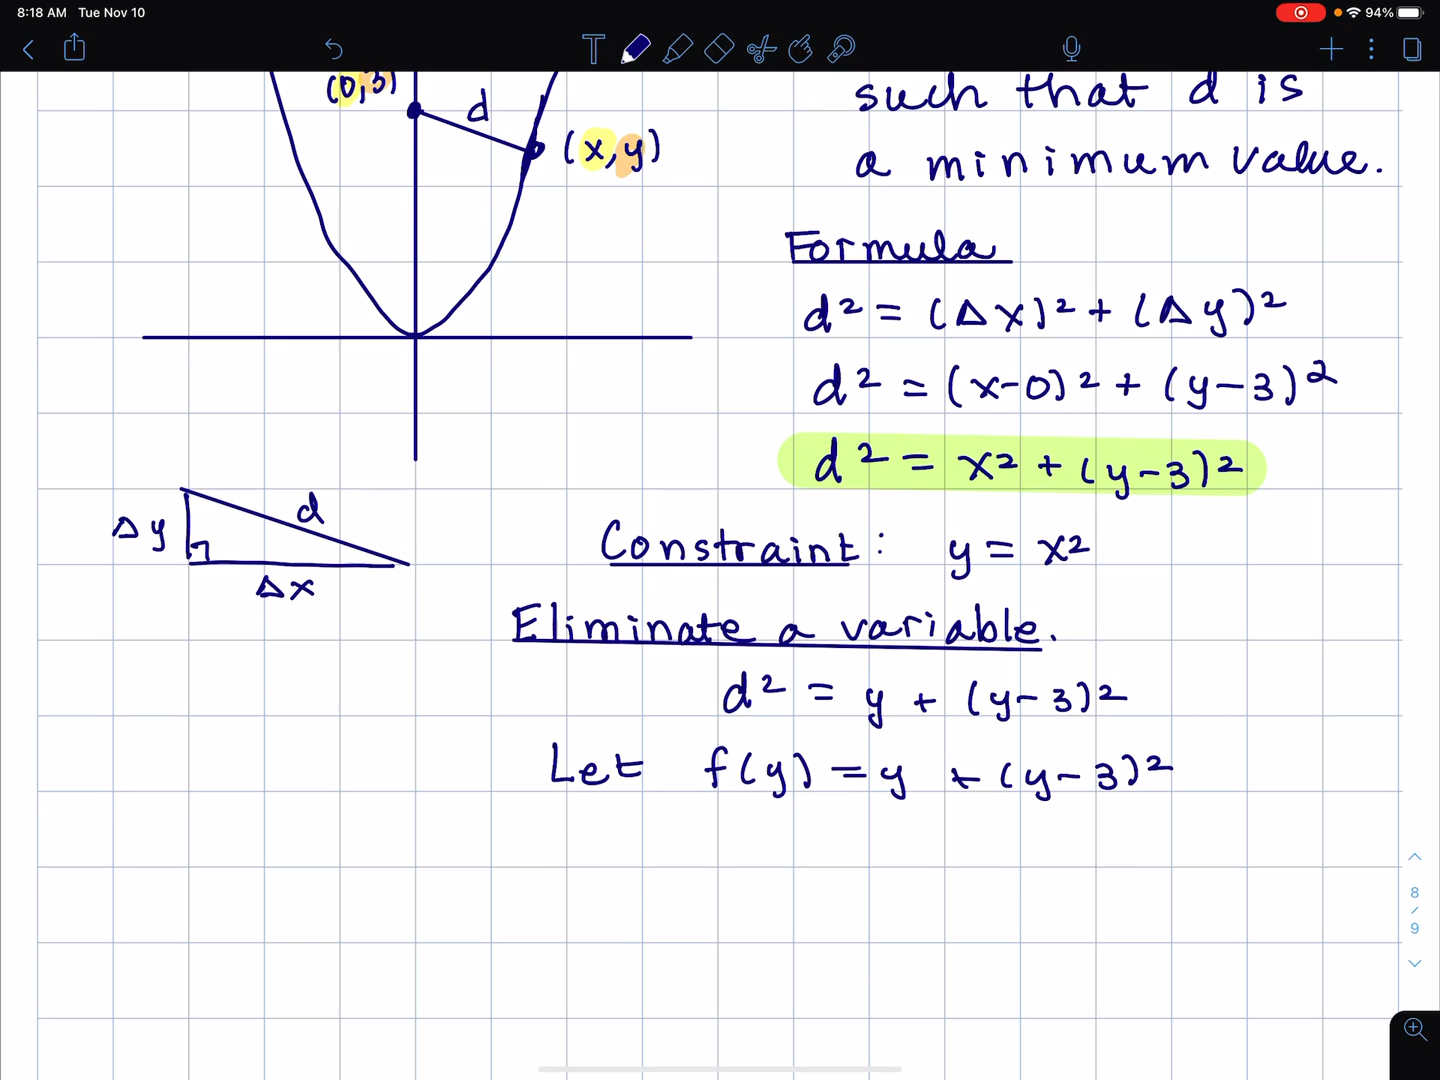 8:18 AM Tue Nov 10
94%
T
(0,3)
d
(x,y)
such that d is
a minimum value.
Formula
d² = (Δx)² + (Δy)²
d² = (x-0)² + (y-3)²
d² = x² + (y-3)²
Δy
d
Δx
Constraint: y = x²
Eliminate a variable.
d² = y + (y-3)²
Let f(y) = y + (y-3)²
8
/
9